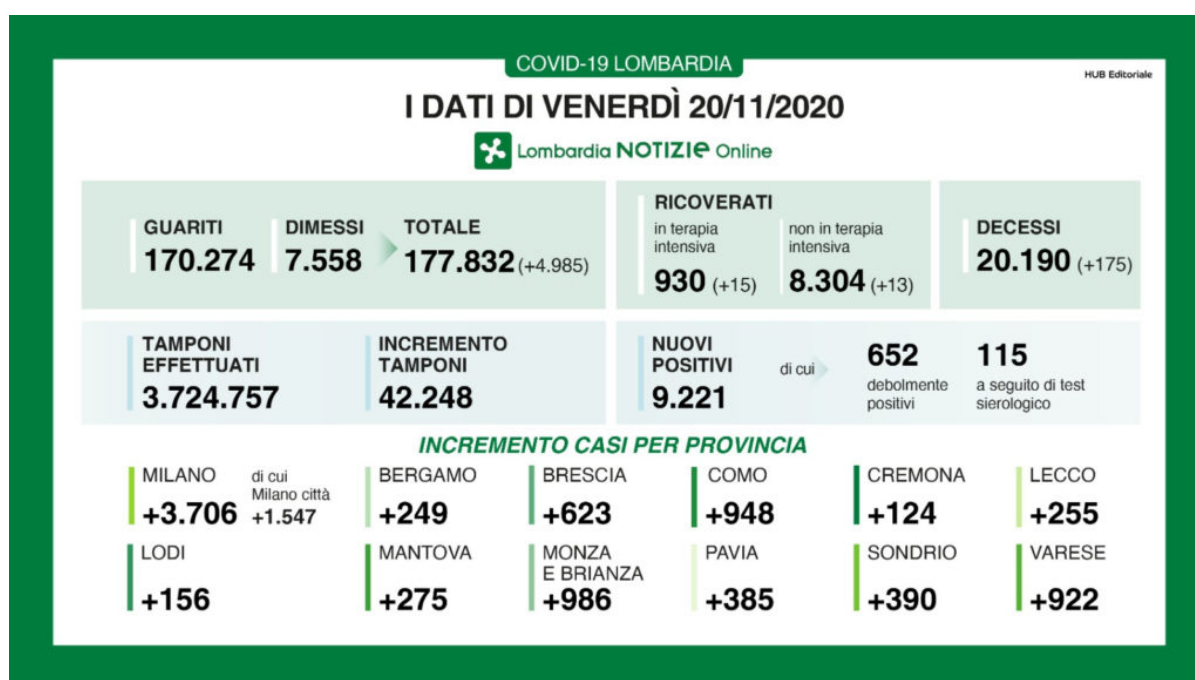 COVID-19 LOMBARDIA
HUB Editoriale
I DATI DI VENERDÌ 20/11/2020
Lombardia NOTIZIE Online
GUARITI
170.274
DIMESSI
7.558
TOTALE
177.832 (+4.985)
RICOVERATI
in terapia
intensiva
930 (+15)
non in terapia
intensiva
8.304 (+13)
DECESSI
20.190 (+175)
TAMPONI
EFFETTUATI
3.724.757
INCREMENTO
TAMPONI
42.248
NUOVI
POSITIVI
9.221
di cui
652
debolmente
positivi
115
a seguito di test
sierologico
INCREMENTO CASI PER PROVINCIA
MILANO
+3.706
di cui
Milano città
+1.547
BERGAMO
+249
BRESCIA
+623
COMO
+948
CREMONA
+124
LECCO
+255
LODI
+156
MANTOVA
+275
MONZA
E BRIANZA
+986
PAVIA
+385
SONDRIO
+390
VARESE
+922